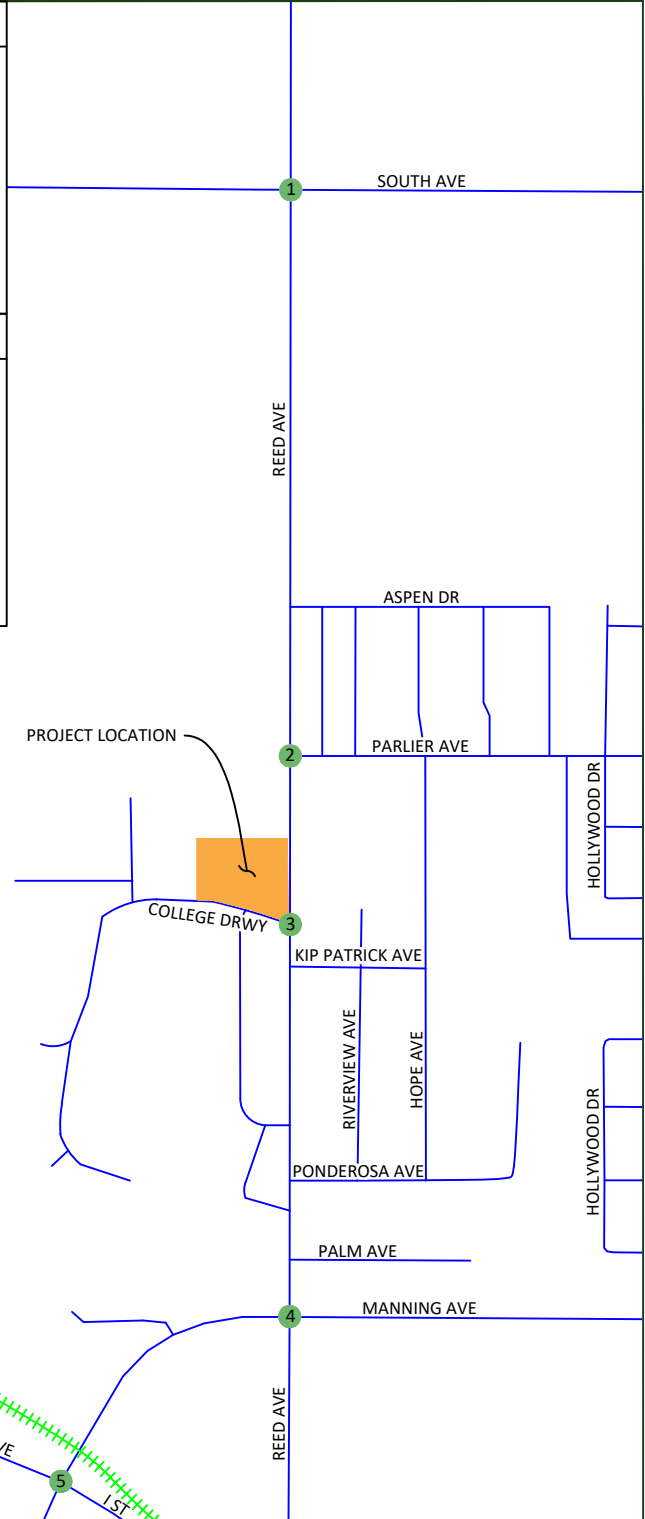 1
SOUTH AVE
REED AVE
ASPEN DR
PROJECT LOCATION
2
PARLIER AVE
HOLLYWOOD DR
COLLEGE DRWY
3
KIP PATRICK AVE
RIVERVIEW AVE
HOPE AVE
HOLLYWOOD DR
PONDEROSA AVE
PALM AVE
4
MANNING AVE
REED AVE
5
I ST